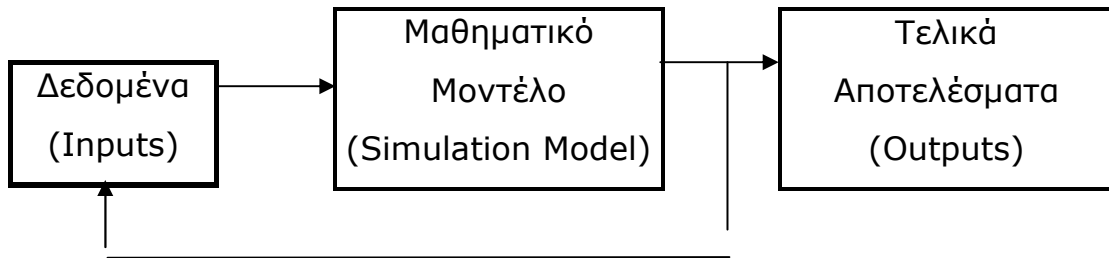 Δεδομένα
(Inputs)
Μαθηματικό
Μοντέλο
(Simulation Model)
Τελικά
Αποτελέσματα
(Outputs)